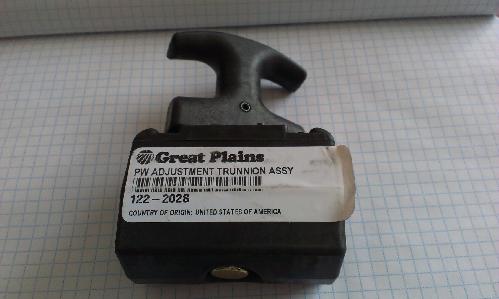 Great Plains
PW ADJUSTMENT TRUNNION ASSY
122-2028
COUNTRY OF ORIGIN: UNITED STATES OF AMERICA